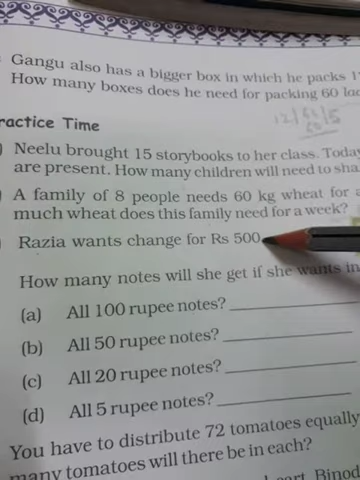 Gangu also has a bigger box in which he packs
How many boxes does he need for packing 60
ractice Time
Neelu brought 15 storybooks to her class.
are present. How many children will need to
A family of 8 people needs 60 kg wheat for
much wheat does this family need for a week?
Razia wants change for Rs 500
How many notes will she get if she wants in
(a) All 100 rupee notes?
(b) All 50 rupee notes?
(c) All 20 rupee notes?
(d) All 5 rupee notes?
You have to distribute 72 tomatoes equally
many tomatoes will there be in each?